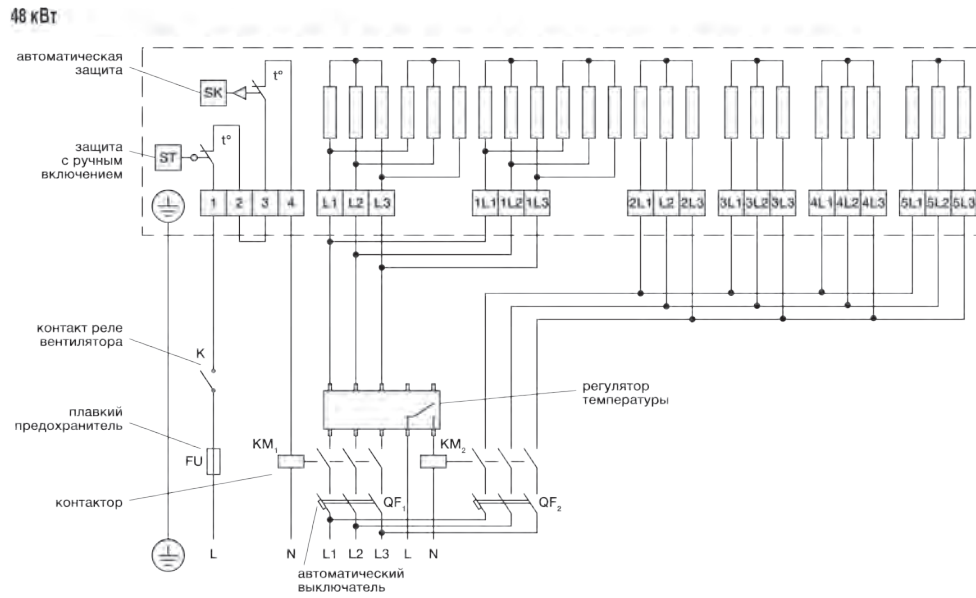 48 кВт
автоматическая
защита
SK
t°
защита
с ручным
включением
ST
t°
1 2 3 4
L1 L2 L3
1L1 1L2 1L3
2L1 L2 2L3
3L1 3L2 3L3
4L1 4L2 4L3
5L1 5L2 5L3
контакт реле
вентилятора
K
плавкий
предохранитель
FU
регулятор
температуры
KM1
KM2
контактор
QF1
QF2
L N L1 L2 L3 L N
автоматический
выключатель